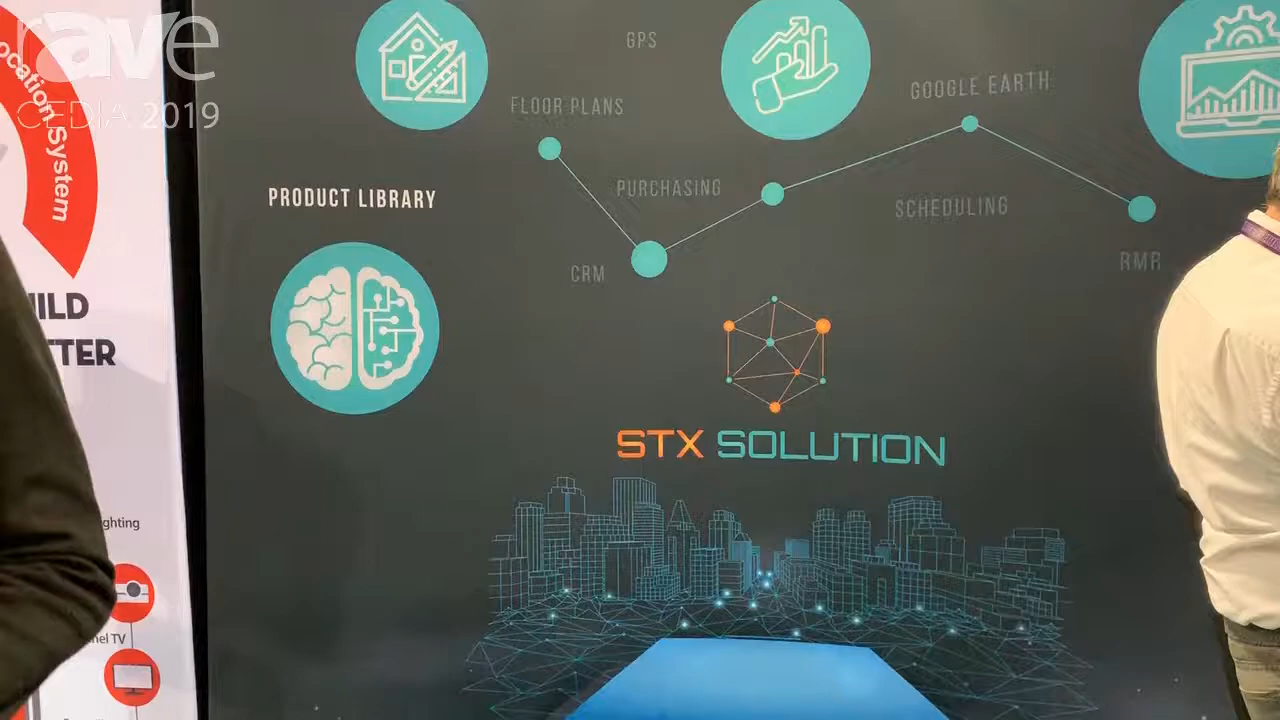 rave
CEDIA 2019
ocation System
GPS
FLOOR PLANS
GOOGLE EARTH
PRODUCT LIBRARY
PURCHASING
SCHEDULING
CRM
RMR
ILD
TTER
STX SOLUTION
ghting
nel TV